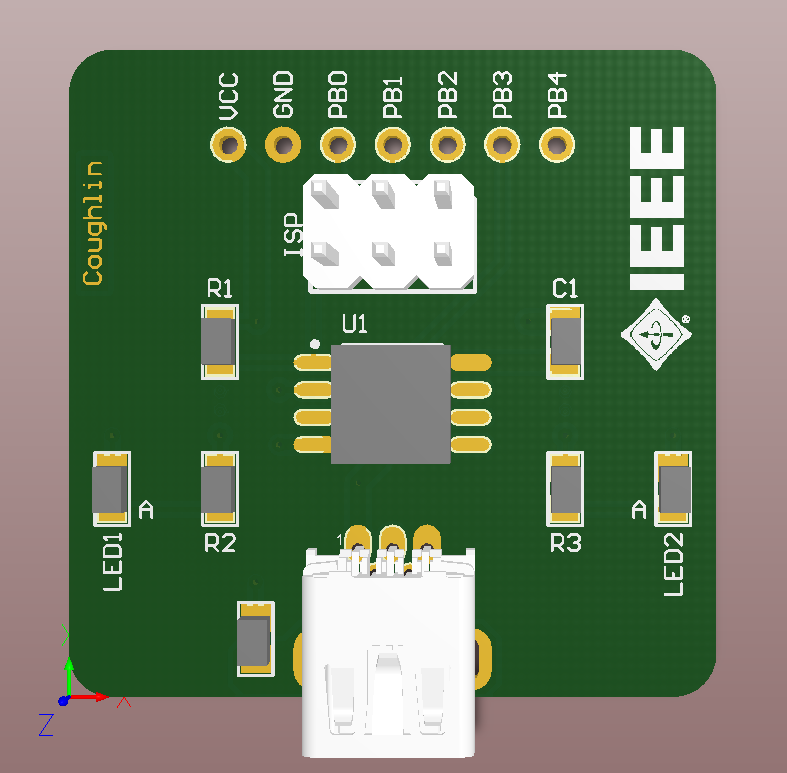 VCC
GND
PB0
PB1
PB2
PB3
PB4
Coughlin
ISP
IEEE
®
R1
C1
U1
A
A
LED1
R2
1
R3
LED2
Y
X
Z